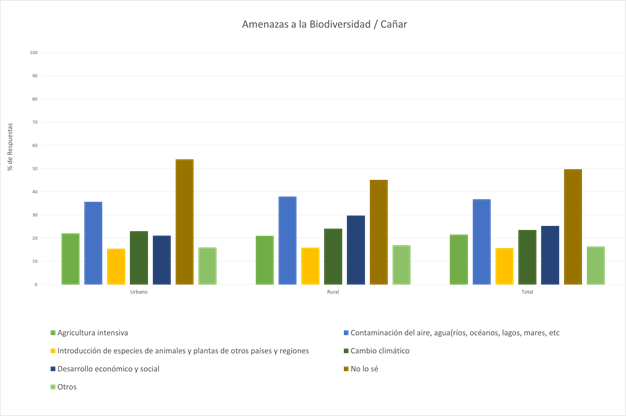 Amenazas a la Biodiversidad / Cañar
% de Respuestas
100
90
80
70
60
50
40
30
20
10
0
Urbano Rural Total
Agricultura intensiva
Contaminación del aire, agua(ríos, océanos, lagos, mares, etc
Introducción de especies de animales y plantas de otros países y regiones
Cambio climático
Desarrollo económico y social
No lo sé
Otros